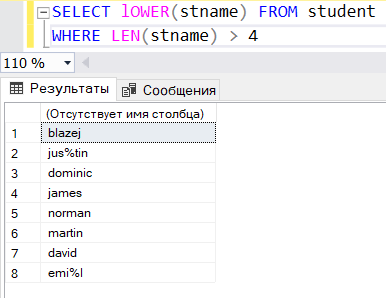 SELECT lOWER(stname) FROM student
WHERE LEN(stname) > 4
110 %
Результаты Сообщения
(Отсутствует имя столбца)
1 blazej
2 jus%tin
3 dominic
4 james
5 norman
6 martin
7 david
8 emi%l